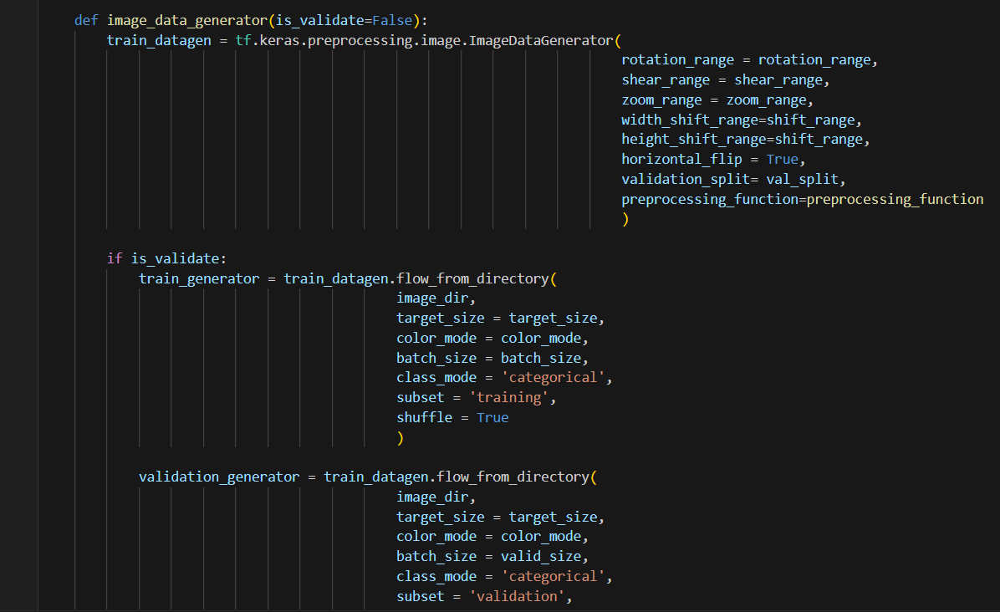 def image_data_generator(is_validate=False):
train_datagen = tf.keras.preprocessing.image.ImageDataGenerator(
rotation_range = rotation_range,
shear_range = shear_range,
zoom_range = zoom_range,
width_shift_range=shift_range,
height_shift_range=shift_range,
horizontal_flip = True,
validation_split= val_split,
preprocessing_function=preprocessing_function
)
if is_validate:
train_generator = train_datagen.flow_from_directory(
image_dir,
target_size = target_size,
color_mode = color_mode,
batch_size = batch_size,
class_mode = 'categorical',
subset = 'training',
shuffle = True
)
validation_generator = train_datagen.flow_from_directory(
image_dir,
target_size = target_size,
color_mode = color_mode,
batch_size = valid_size,
class_mode = 'categorical',
subset = 'validation',